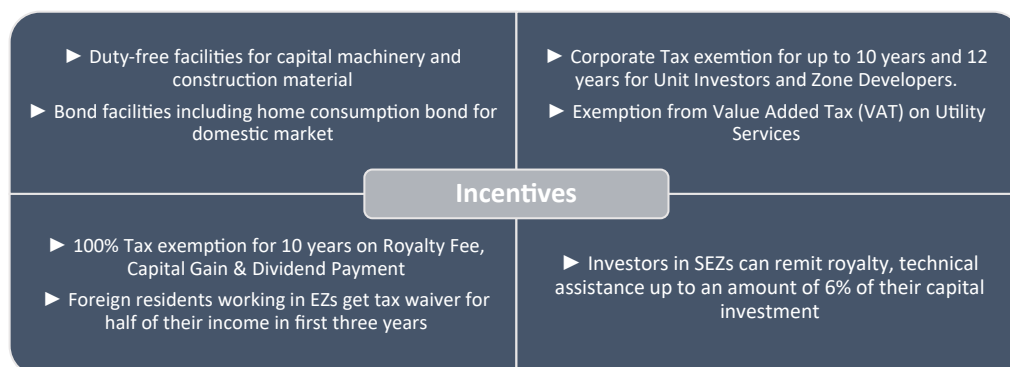 ► Duty-free facilities for capital machinery and
construction material
► Bond facilities including home consumption bond for
domestic market
► Corporate Tax exemtion for up to 10 years and 12
years for Unit Investors and Zone Developers.
► Exemption from Value Added Tax (VAT) on Utility
Services
Incentives
► 100% Tax exemption for 10 years on Royalty Fee,
Capital Gain & Dividend Payment
► Foreign residents working in EZs get tax waiver for
half of their income in first three years
► Investors in SEZs can remit royalty, technical
assistance up to an amount of 6% of their capital
investment